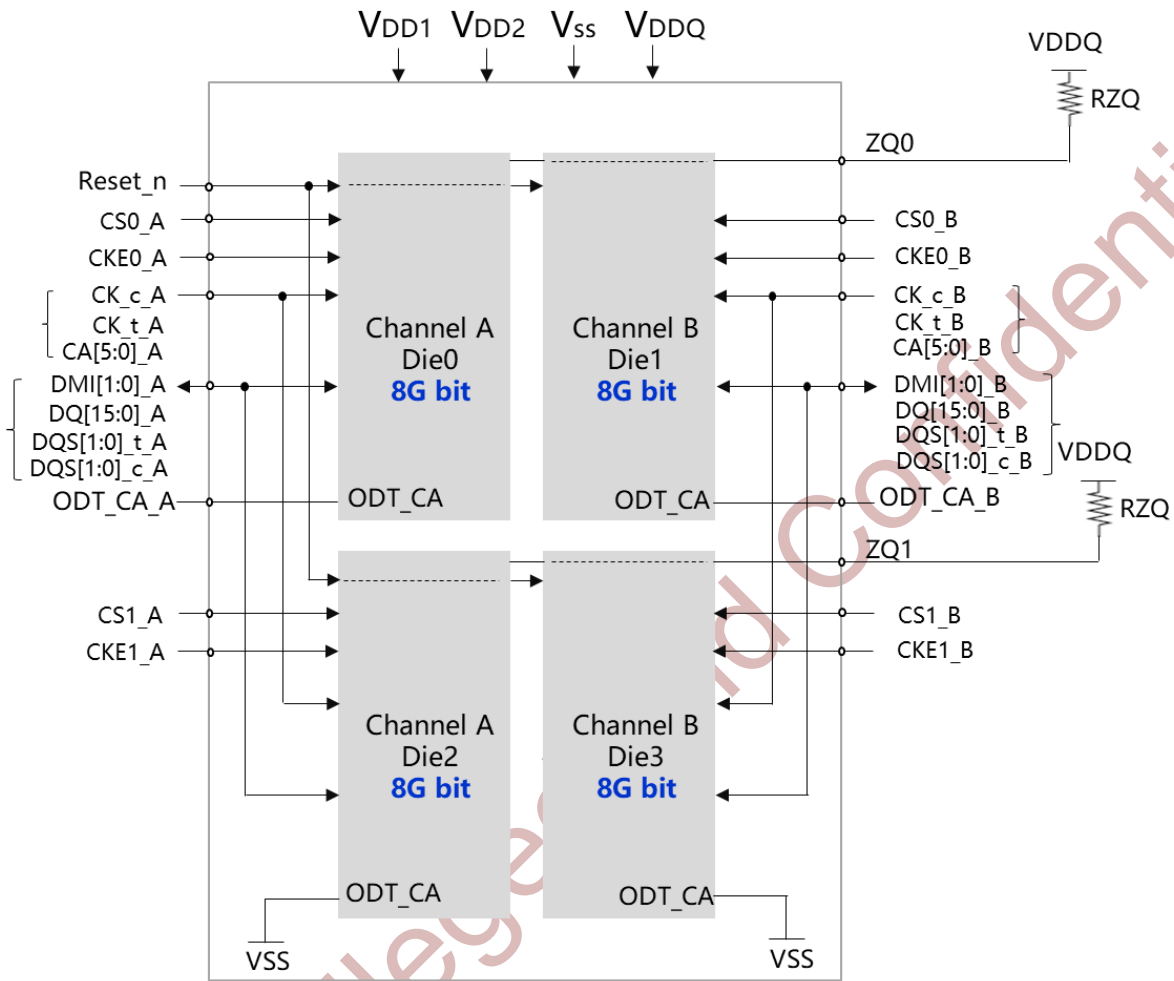 VDD1 VDD2 Vss VDDQ
VDDQ
RZQ
ZQ0
Reset_n
CS0_A
CKE0_A
CK_c_A
CK_t_A
CA[5:0]_A
DMI[1:0]_A
DQ[15:0]_A
DQS[1:0]_t_A
DQS[1:0]_c_A
ODT_CA_A
Channel A
Die0
8G bit
ODT_CA
Channel B
Die1
8G bit
ODT_CA
CS0_B
CKE0_B
CK_c_B
CK_t_B
CA[5:0]_B
DMI[1:0]_B
DQ[15:0]_B
DQS[1:0]_t_B
DQS[1:0]_c_B
VDDQ
ODT_CA_B
RZQ
ZQ1
CS1_A
CKE1_A
Channel A
Die2
8G bit
ODT_CA
VSS
Channel B
Die3
8G bit
ODT_CA
VSS
CS1_B
CKE1_B